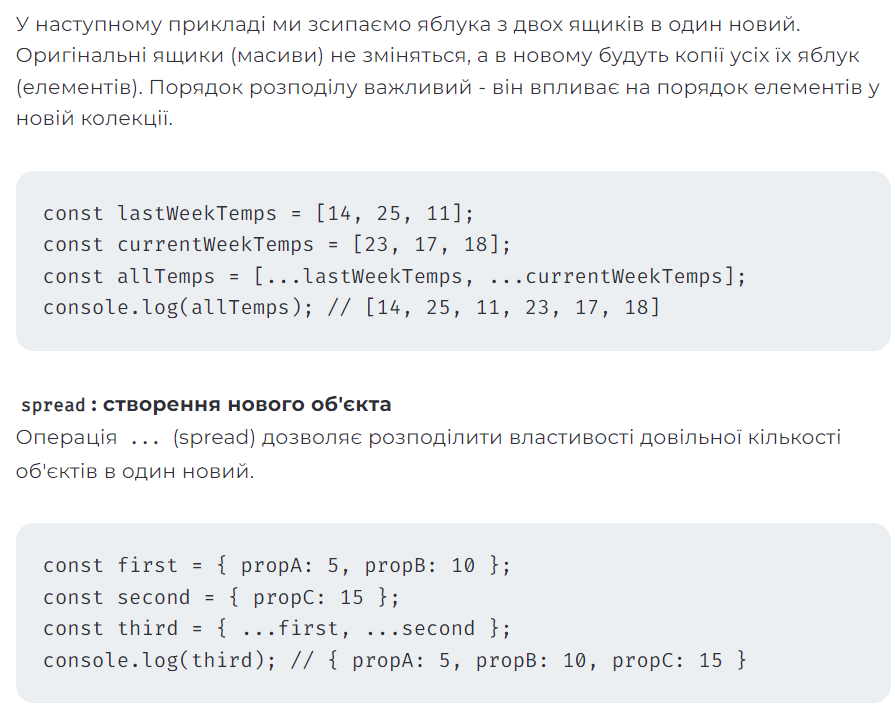 У наступному прикладі ми зсипаємо яблука з двох ящиків в один новий.
Оригінальні ящики (масиви) не зміняться, а в новому будуть копії усіх їх яблук
(елементів). Порядок розподілу важливий - він впливає на порядок елементів у
новій колекції.
const lastWeekTemps = [14, 25, 11];
const currentWeekTemps = [23, 17, 18];
const allTemps = [...lastWeekTemps, ...currentWeekTemps];
console.log(allTemps); // [14, 25, 11, 23, 17, 18]
spread: створення нового об'єкта
Операція ... (spread) дозволяє розподілити властивості довільної кількості
об'єктів в один новий.
const first = { propA: 5, propB: 10 };
const second = { propC: 15 };
const third = { ...first, ...second };
console.log(third); // { propA: 5, propB: 10, propC: 15 }